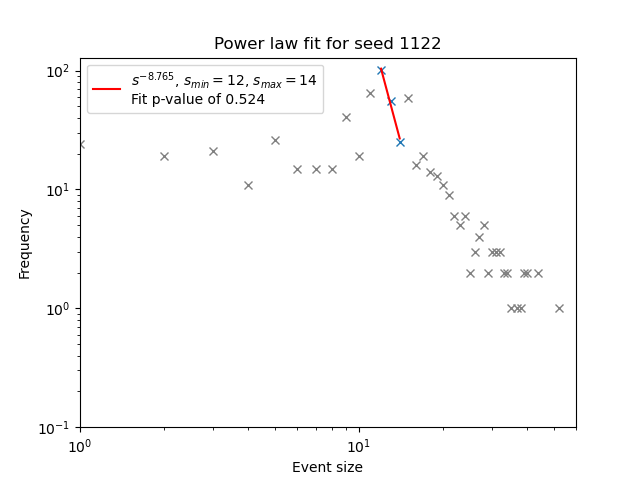 Power law fit for seed 1122
s^{-8.765}, s_{min} = 12, s_{max} = 14
Fit p-value of 0.524
Frequency
10^2
10^1
10^0
10^{-1}
10^0
10^1
Event size